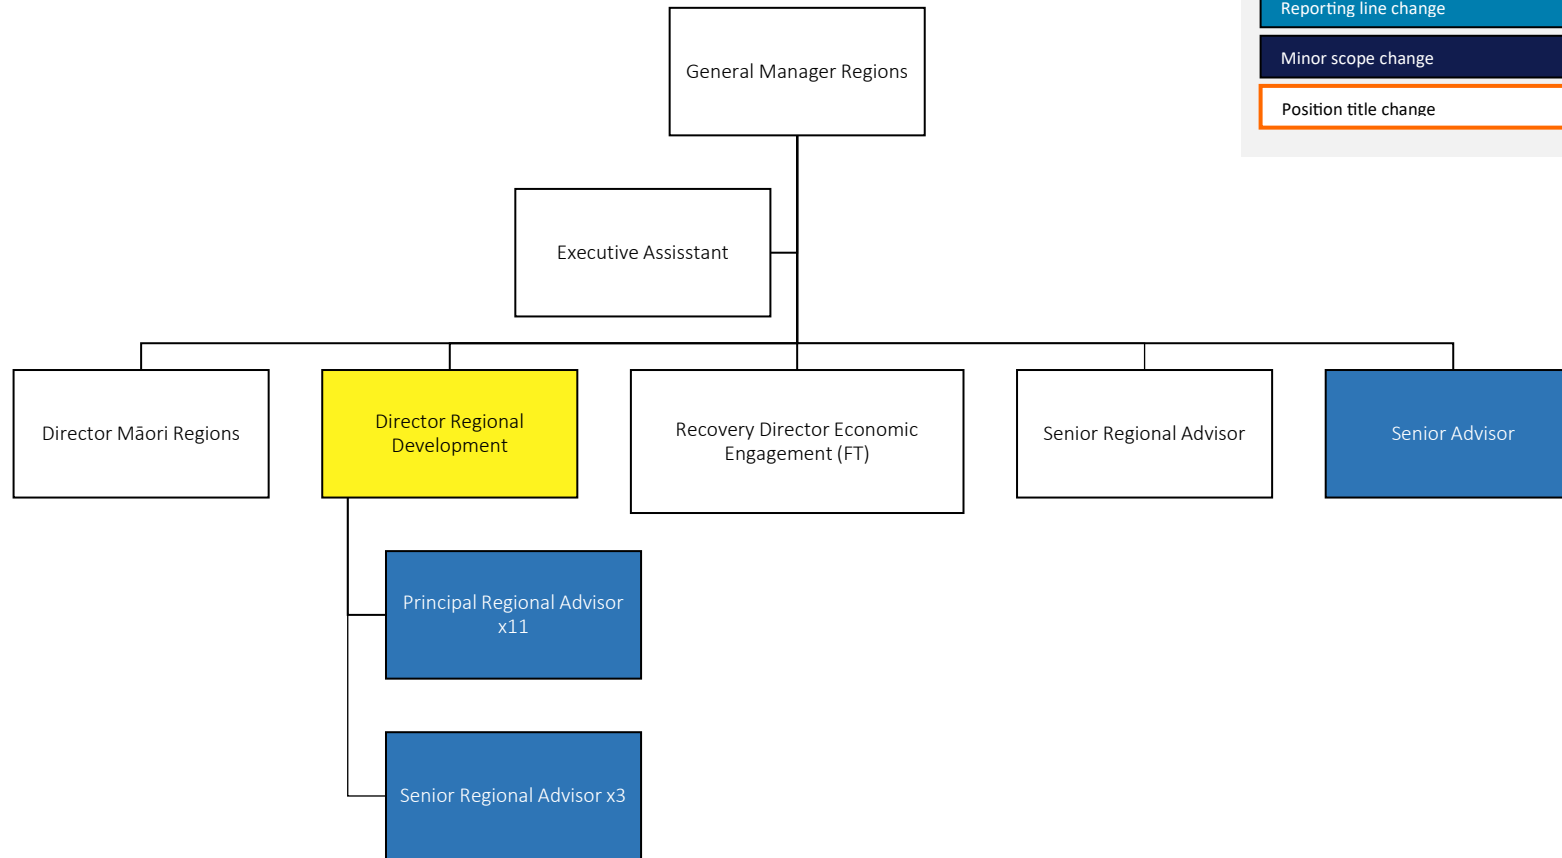 Reporting line change
Minor scope change
Position title change
General Manager Regions
Executive Assisstant
Director Māori Regions
Director Regional
Development
Recovery Director Economic
Engagement (FT)
Senior Regional Advisor
Senior Advisor
Principal Regional Advisor
x11
Senior Regional Advisor x3